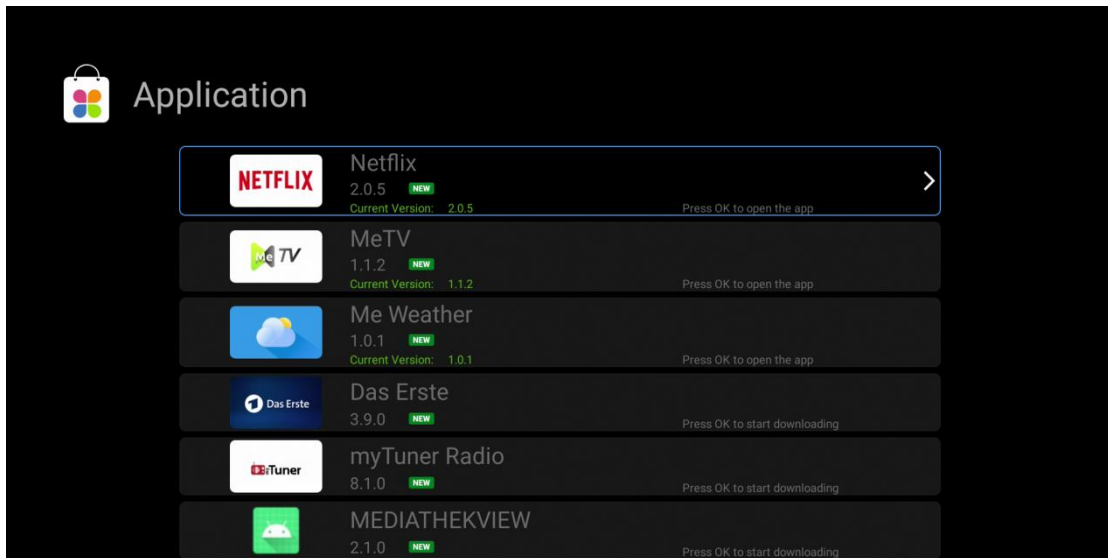 Application
NETFLIX
Netflix
2.0.5 NEW
Current Version: 2.0.5
Press OK to open the app
Me TV
MeTV
1.1.2 NEW
Current Version: 1.1.2
Press OK to open the app
Me Weather
1.0.1 NEW
Current Version: 1.0.1
Press OK to open the app
1 Das Erste
Das Erste
3.9.0 NEW
Press OK to start downloading
Tuner
myTuner Radio
8.1.0 NEW
Press OK to start downloading
MEDIATHEKVIEW
2.1.0 NEW
Press OK to start downloading